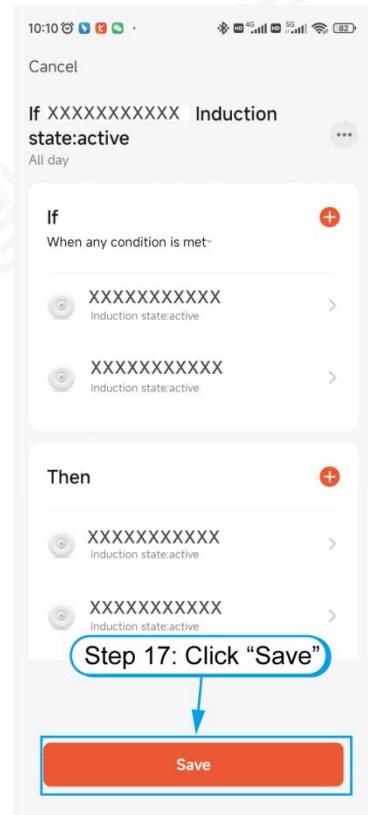 10:10
4G
5G
82
Cancel
If XXXXXXXXXXX Induction
state:active
All day
If
When any condition is met
XXXXXXXXXXX
Induction state:active
XXXXXXXXXXX
Induction state:active
Then
XXXXXXXXXXX
Induction state:active
XXXXXXXXXXX
Induction state:active
Step 17: Click “Save”
Save